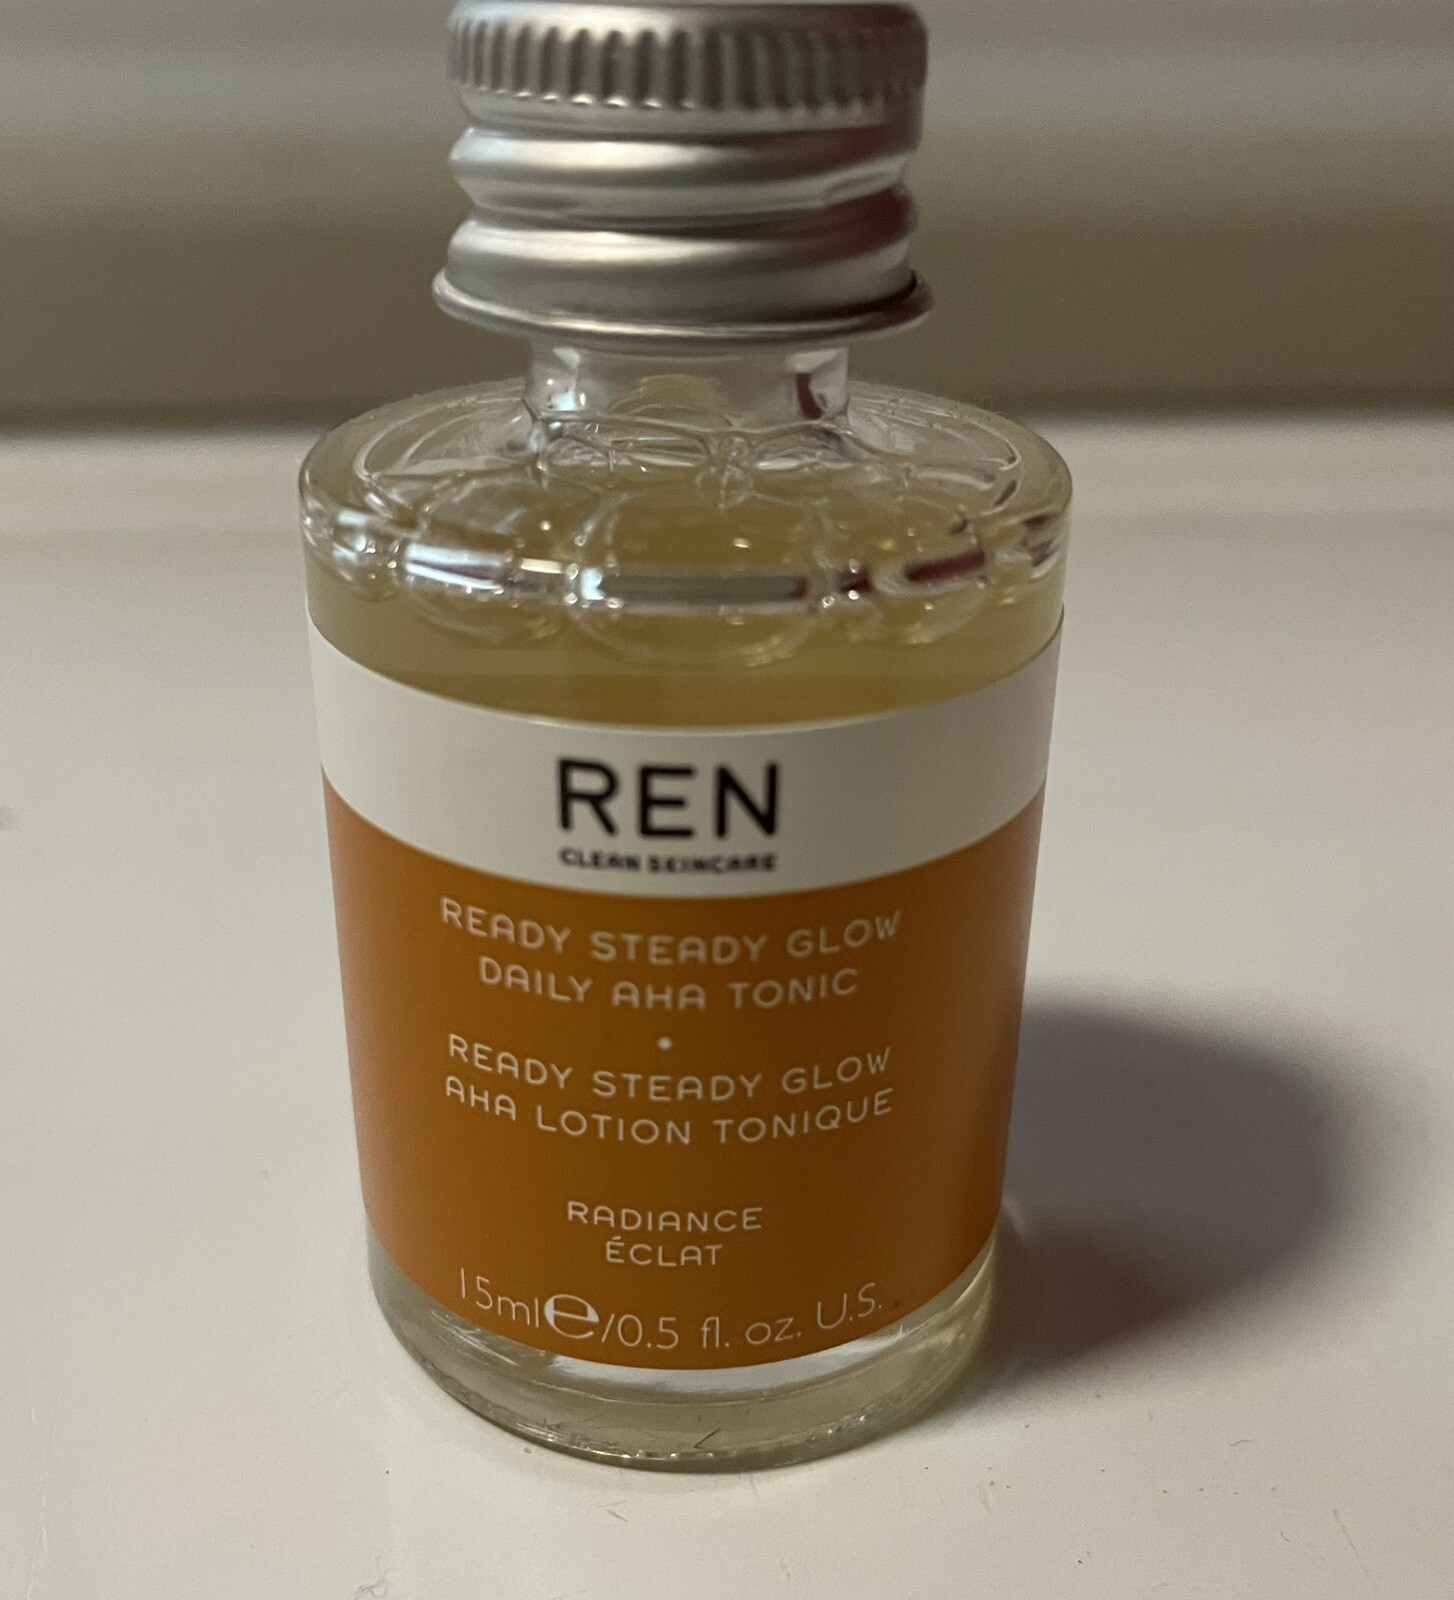 REN
CLEAN SKINCARE
READY STEADY GLOW
DAILY AHA TONIC
•
READY STEADY GLOW
AHA LOTION TONIQUE
RADIANCE
ÉCLAT
15ml℮/0.5 fl. oz. U.S.